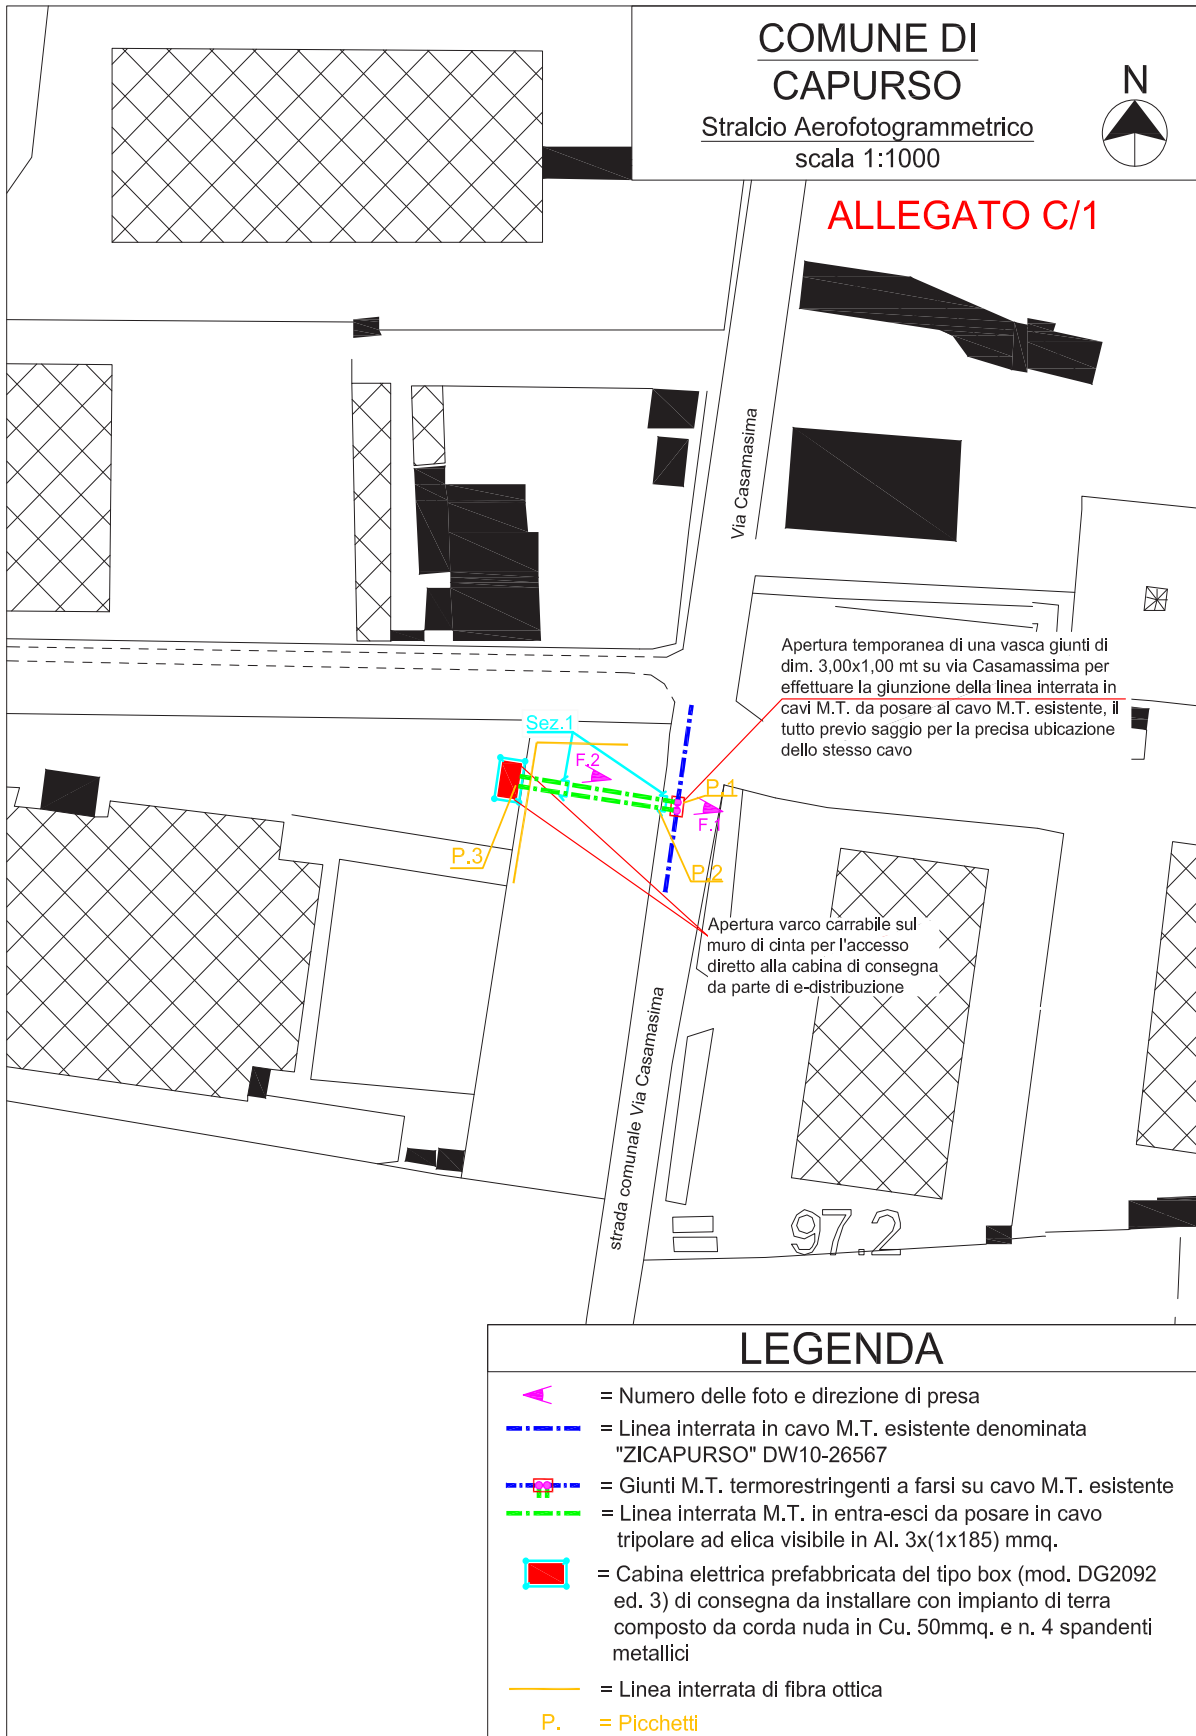 COMUNE DI
CAPURSO
Stralcio Aerofotogrammetrico
scala 1:1000
N
ALLEGATO C/1
Via Casamasima
Apertura temporanea di una vasca giunti di
dim. 3,00x1,00 mt su via Casamassima per
effettuare la giunzione della linea interrata in
cavi M.T. da posare al cavo M.T. esistente, il
tutto previo saggio per la precisa ubicazione
dello stesso cavo
Sez.1
F.2
P.1
F.1
P.3
P.2
Apertura varco carrabile sul
muro di cinta per l'accesso
diretto alla cabina di consegna
da parte di e-distribuzione
strada comunale Via Casamasima
97.2
LEGENDA
= Numero delle foto e direzione di presa
= Linea interrata in cavo M.T. esistente denominata
"ZICAPURSO" DW10-26567
= Giunti M.T. termorestringenti a farsi su cavo M.T. esistente
= Linea interrata M.T. in entra-esci da posare in cavo
tripolare ad elica visibile in Al. 3x(1x185) mmq.
= Cabina elettrica prefabbricata del tipo box (mod. DG2092
ed. 3) di consegna da installare con impianto di terra
composto da corda nuda in Cu. 50mmq. e n. 4 spandenti
metallici
= Linea interrata di fibra ottica
P. = Picchetti